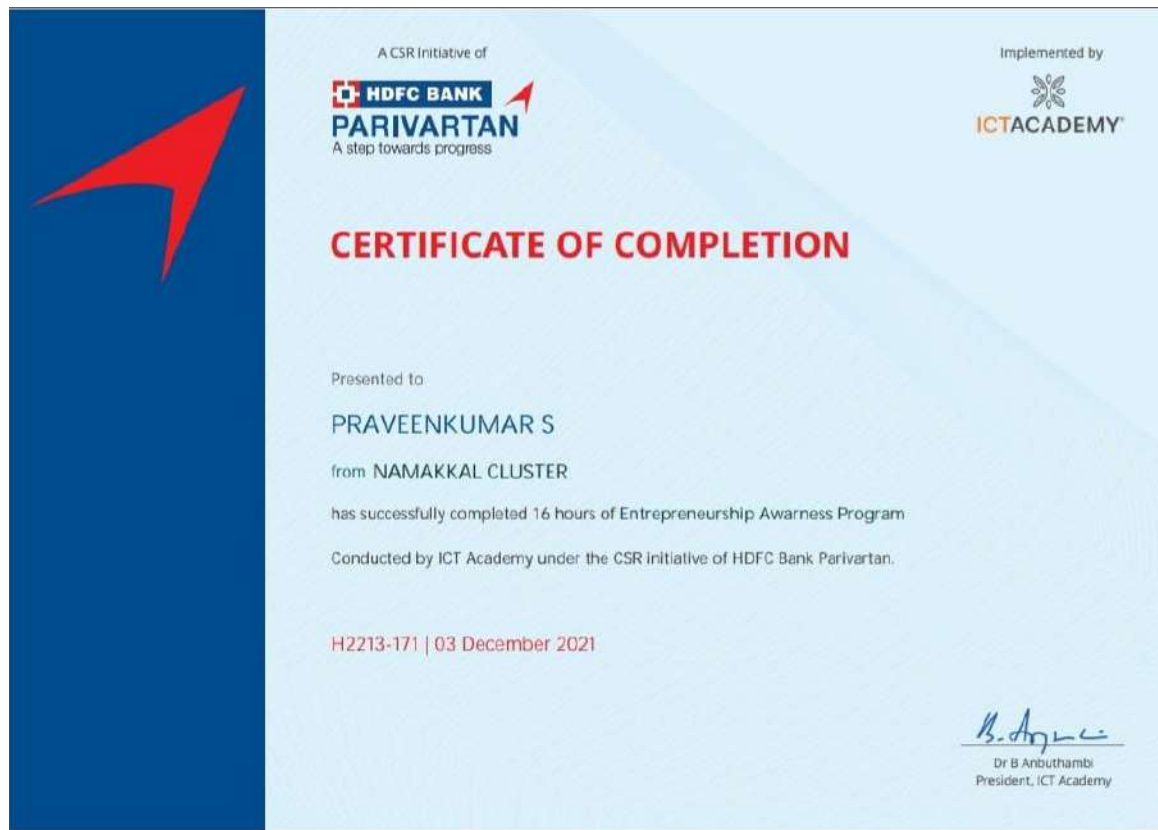 A CSR Initiative of
HDFC BANK
PARIVARTAN
A step towards progress
Implemented by
ICTACADEMY®
CERTIFICATE OF COMPLETION
Presented to
PRAVEENKUMAR S
from NAMAKKAL CLUSTER
has successfully completed 16 hours of Entrepreneurship Awarness Program
Conducted by ICT Academy under the CSR initiative of HDFC Bank Parivartan.
H2213-171 | 03 December 2021
Dr B Anbuthambi
President, ICT Academy